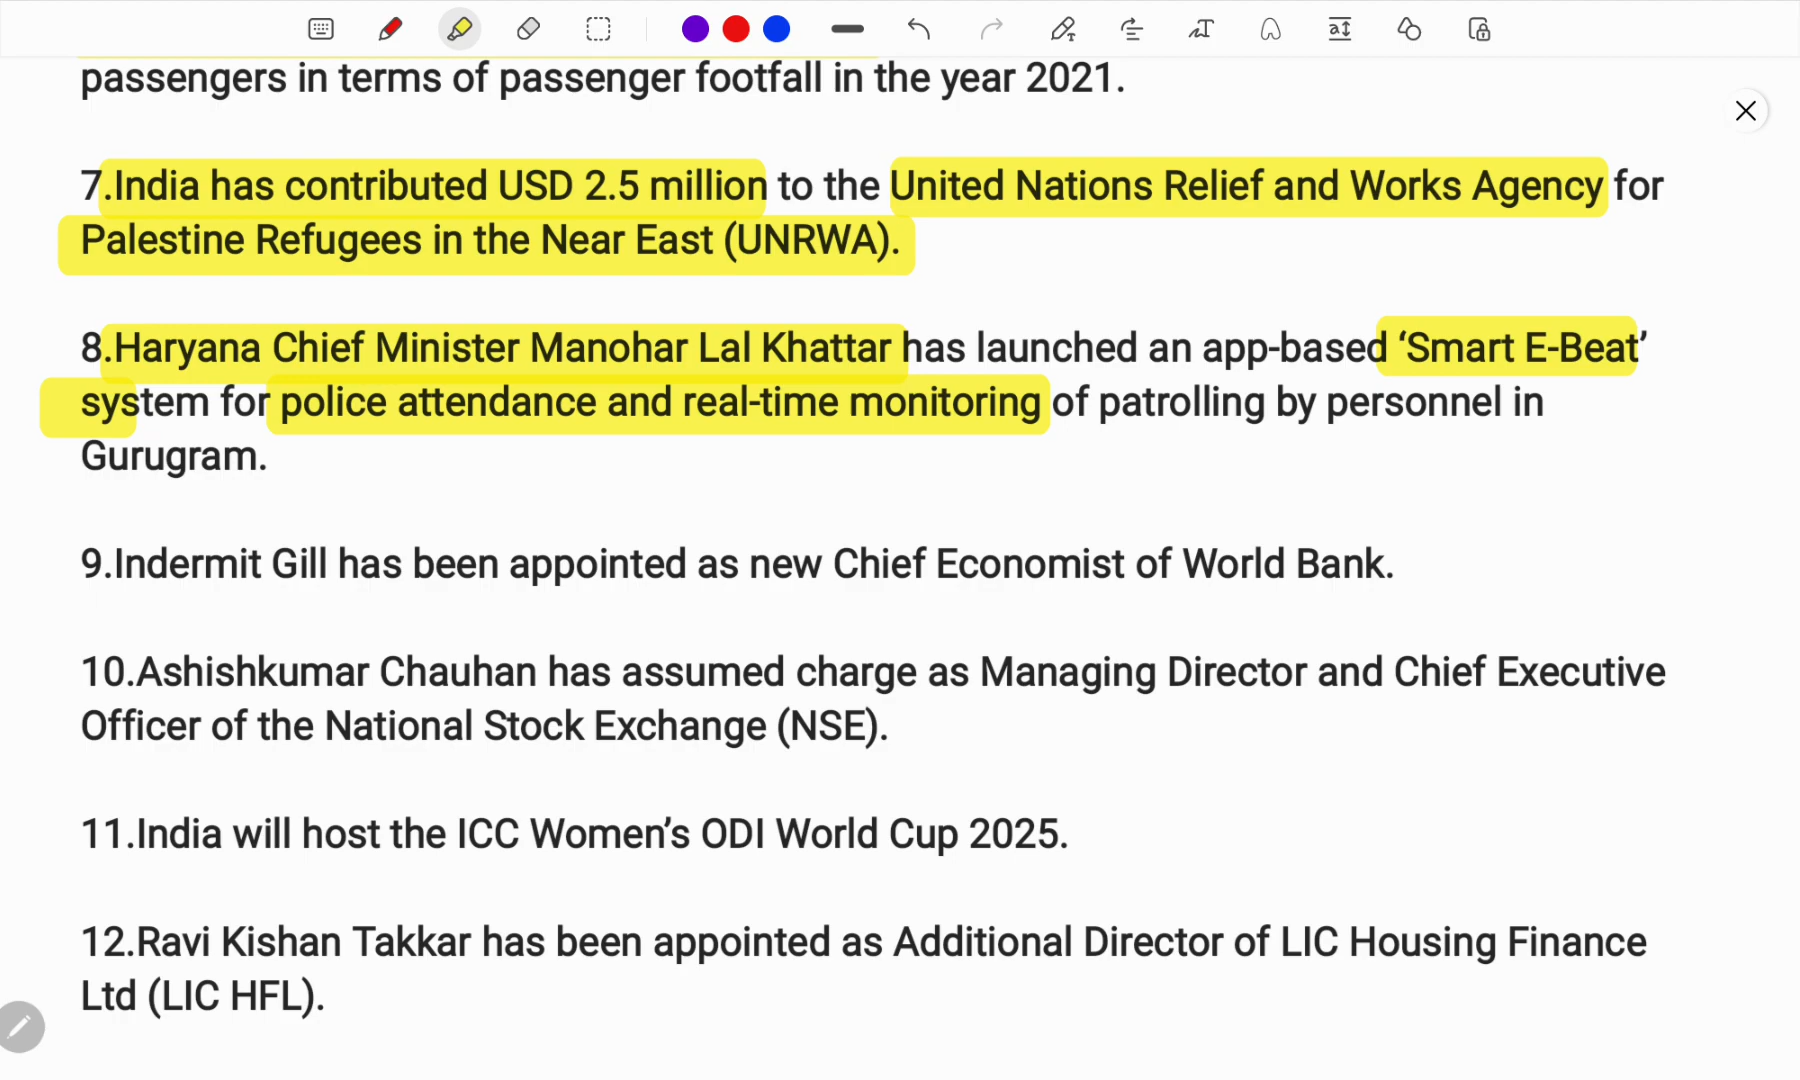 passengers in terms of passenger footfall in the year 2021.
7.India has contributed USD 2.5 million to the United Nations Relief and Works Agency for
Palestine Refugees in the Near East (UNRWA).
8.Haryana Chief Minister Manohar Lal Khattar has launched an app-based ‘Smart E-Beat’
system for police attendance and real-time monitoring of patrolling by personnel in
Gurugram.
9.Indermit Gill has been appointed as new Chief Economist of World Bank.
10.Ashishkumar Chauhan has assumed charge as Managing Director and Chief Executive
Officer of the National Stock Exchange (NSE).
11.India will host the ICC Women’s ODI World Cup 2025.
12.Ravi Kishan Takkar has been appointed as Additional Director of LIC Housing Finance
Ltd (LIC HFL).